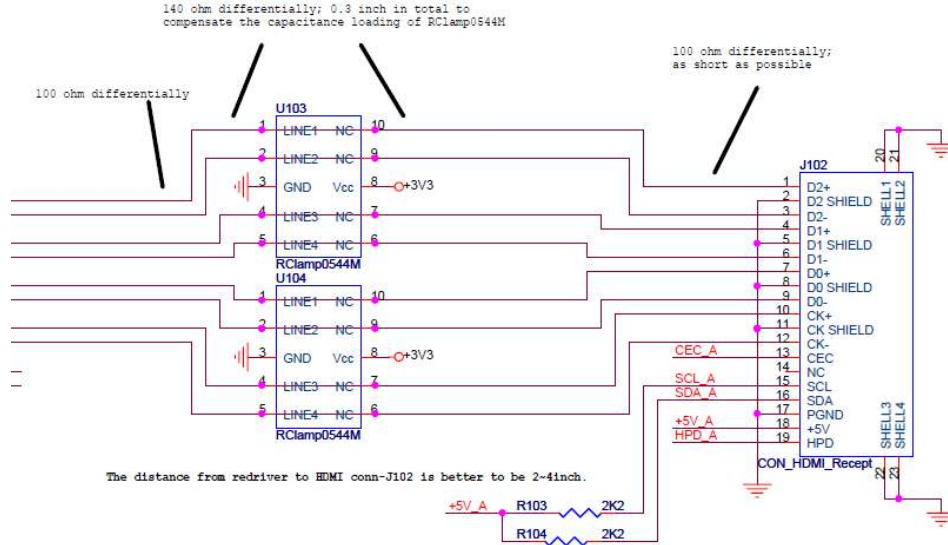 140 ohm differentially; 0.3 inch in total to
compensate the capacitance loading of RClamp0544M
100 ohm differentially;
as short as possible
100 ohm differentially
U103
1 LINE1 NC 10
2 LINE2 NC 9
3 GND Vcc 8 +3V3
4 LINE3 NC 7
5 LINE4 NC 6
RClamp0544M
U104
1 LINE1 NC 10
2 LINE2 NC 9
3 GND Vcc 8 +3V3
4 LINE3 NC 7
5 LINE4 NC 6
RClamp0544M
20 21
J102
SHELL1 SHELL2
1 D2+
2 D2 SHIELD
3 D2-
4 D1+
5 D1 SHIELD
6 D1-
7 D0+
8 D0 SHIELD
9 D0-
10 CK+
11 CK SHIELD
12 CK-
CEC_A 13 CEC
14 NC
SCL_A 15 SCL
SDA_A 16 SDA
17 PGND
+5V_A 18 +5V
HPD_A 19 HPD
SHELL3 SHELL4
CON_HDMI_Recept
22 23
The distance from redriver to HDMI conn-J102 is better to be 2~4inch.
+5V_A R103 2K2
R104 2K2